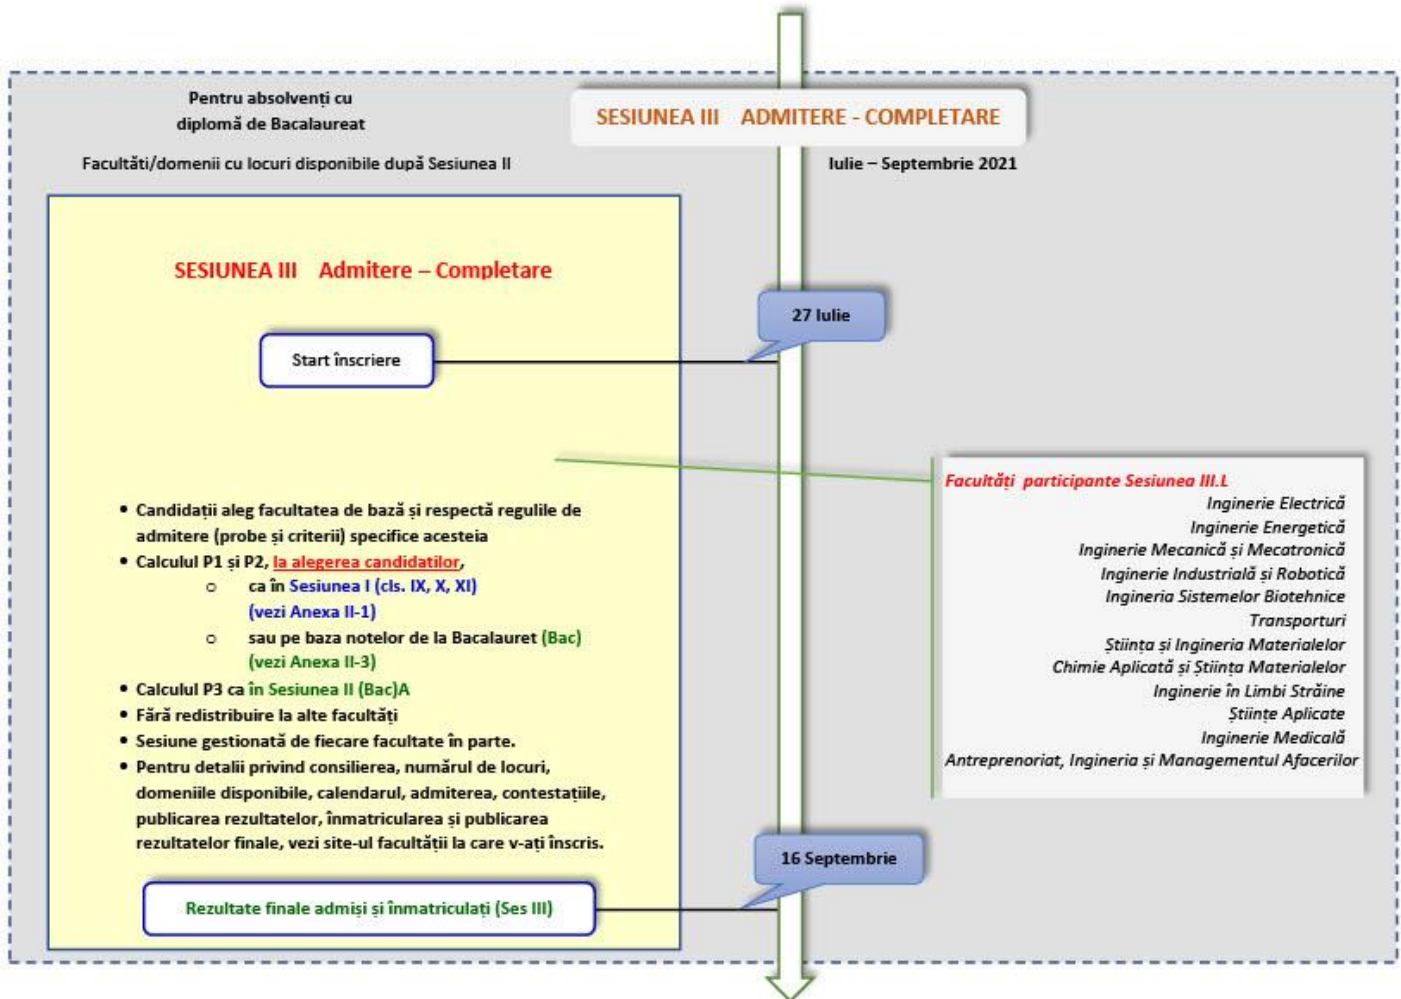 Pentru absolvenți cu
diplomă de Bacalaureat
SESIUNEA III ADMITERE - COMPLETARE
Facultăti/domenii cu locuri disponibile după Sesiunea II
Iulie – Septembrie 2021
SESIUNEA III Admitere – Completare
27 Iulie
Start înscriere
Facultăți participante Sesiunea III.L
Inginerie Electrică
Inginerie Energetică
Inginerie Mecanică și Mecatronică
Inginerie Industrială și Robotică
Ingineria Sistemelor Biotehnice
Transporturi
Știința și Ingineria Materialelor
Chimie Aplicată și Știința Materialelor
Inginerie în Limbi Străine
Științe Aplicate
Inginerie Medicală
Antreprenoriat, Ingineria și Managementul Afacerilor
• Candidații aleg facultatea de bază și respectă regulile de
admitere (probe și criterii) specifice acesteia
• Calculul P1 și P2, la alegerea candidatilor,
o ca în Sesiunea I (cls. IX, X, XI)
(vezi Anexa II-1)
o sau pe baza notelor de la Bacalauret (Bac)
(vezi Anexa II-3)
• Calculul P3 ca în Sesiunea II (Bac)A
• Fără redistribuire la alte facultăți
• Sesiune gestionată de fiecare facultate în parte.
• Pentru detalii privind consilierea, numărul de locuri,
domeniile disponibile, calendarul, admiterea, contestațiile,
publicarea rezultatelor, înmatricularea și publicarea
rezultatelor finale, vezi site-ul facultății la care v-ați înscris.
16 Septembrie
Rezultate finale admiși și înmatriculați (Ses III)